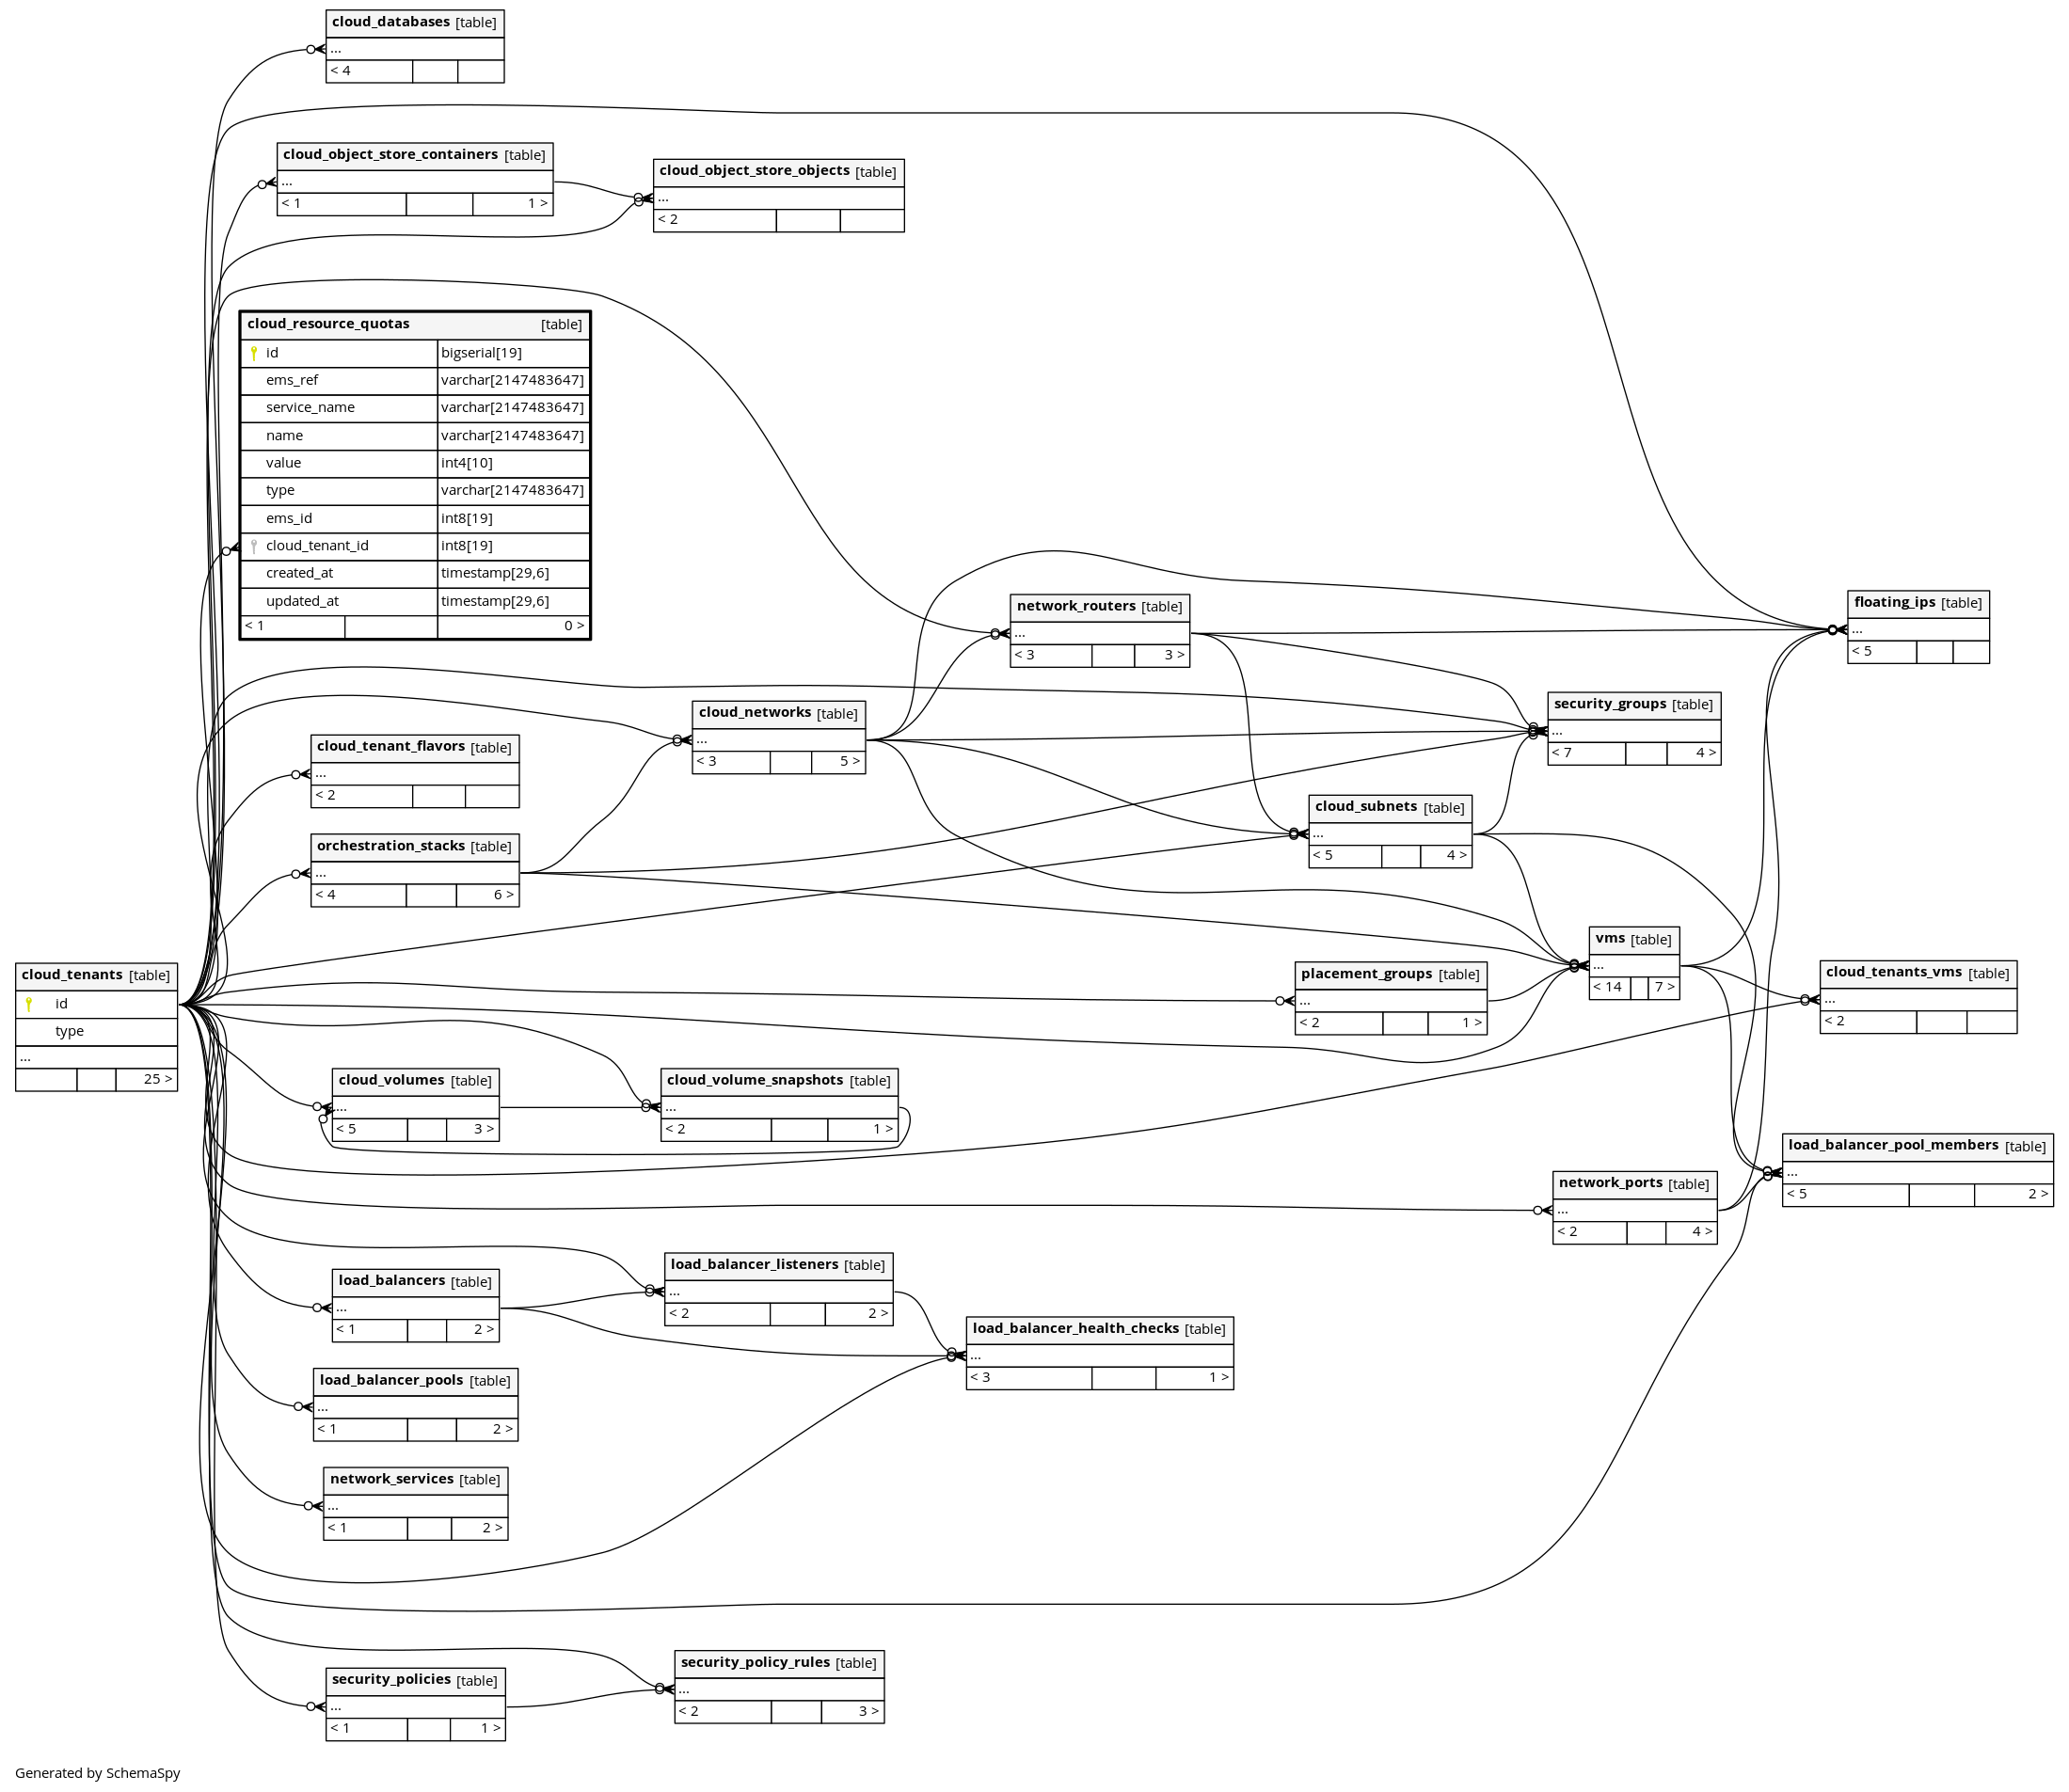 cloud_databases [table]
...
< 4
cloud_object_store_containers [table]
...
< 1 1 >
cloud_object_store_objects [table]
...
< 2
cloud_resource_quotas [table]
id bigserial[19]
ems_ref varchar[2147483647]
service_name varchar[2147483647]
name varchar[2147483647]
value int4[10]
type varchar[2147483647]
ems_id int8[19]
cloud_tenant_id int8[19]
created_at timestamp[29,6]
updated_at timestamp[29,6]
< 1 0 >
network_routers [table]
...
< 3 3 >
floating_ips [table]
...
< 5
security_groups [table]
...
< 7 4 >
cloud_networks [table]
...
< 3 5 >
cloud_tenant_flavors [table]
...
< 2
cloud_subnets [table]
...
< 5 4 >
orchestration_stacks [table]
...
< 4 6 >
vms [table]
...
< 14 7 >
cloud_tenants [table]
id
type
...
25 >
placement_groups [table]
...
< 2 1 >
cloud_tenants_vms [table]
...
< 2
cloud_volumes [table]
...
< 5 3 >
cloud_volume_snapshots [table]
...
< 2 1 >
load_balancer_pool_members [table]
...
< 5 2 >
network_ports [table]
...
< 2 4 >
load_balancer_listeners [table]
...
< 2 2 >
load_balancers [table]
...
< 1 2 >
load_balancer_health_checks [table]
...
< 3 1 >
load_balancer_pools [table]
...
< 1 2 >
network_services [table]
...
< 1 2 >
security_policy_rules [table]
...
< 2 3 >
security_policies [table]
...
< 1 1 >
Generated by SchemaSpy